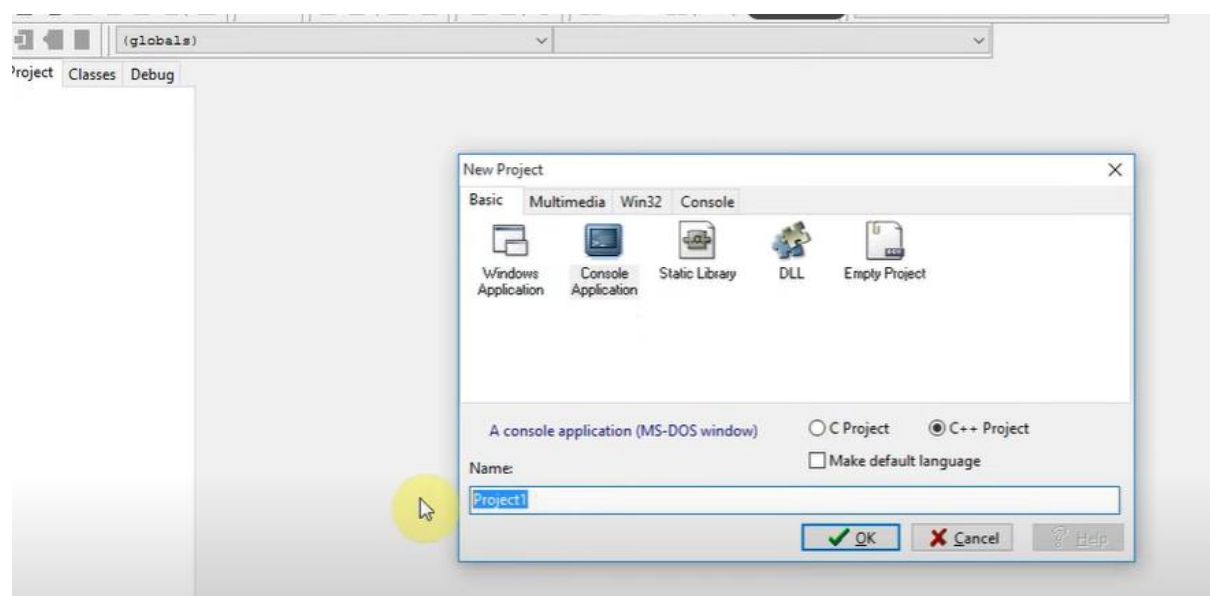 (globals)
Project Classes Debug
New Project
Basic Multimedia Win32 Console
Windows Application
Console Application
Static Library
DLL
Empty Project
A console application (MS-DOS window)
C Project
C++ Project
Make default language
Name:
Project1
OK
Cancel
Help